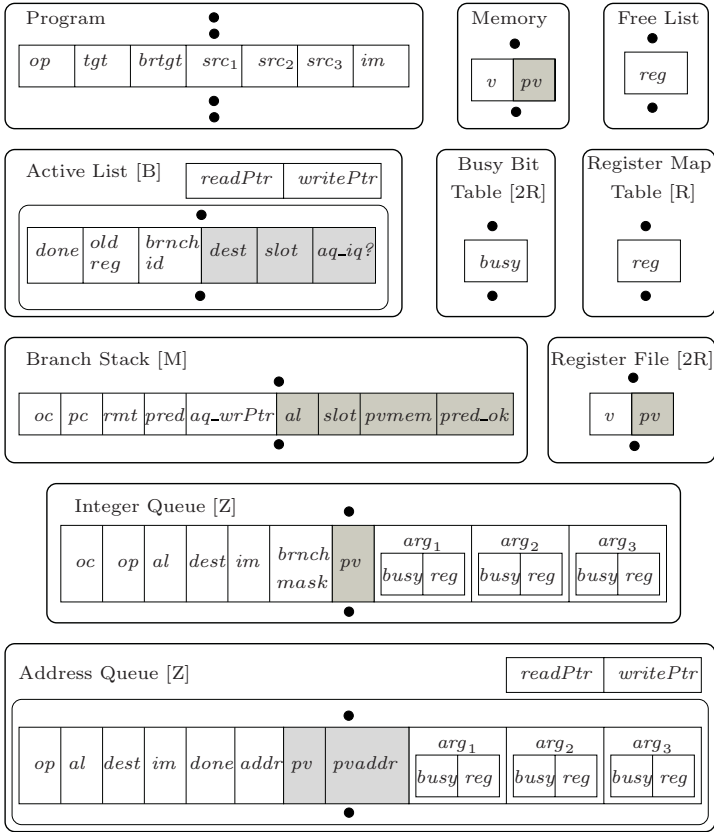 Program Memory Free List
op tgt brtgt src1 src2 src3 im v pv reg
Active List [B] readPtr writePtr Busy Bit Table [2R] Register Map Table [R]
done old reg brnch id dest slot aq_iq? busy reg
Branch Stack [M] Register File [2R]
oc pc rmt pred aq_wrPtr al slot pvmem pred_ok v pv
Integer Queue [Z]
oc op al dest im brnch mask pv arg1 busy reg arg2 busy reg arg3 busy reg
Address Queue [Z] readPtr writePtr
op al dest im done addr pv pvaddr arg1 busy reg arg2 busy reg arg3 busy reg